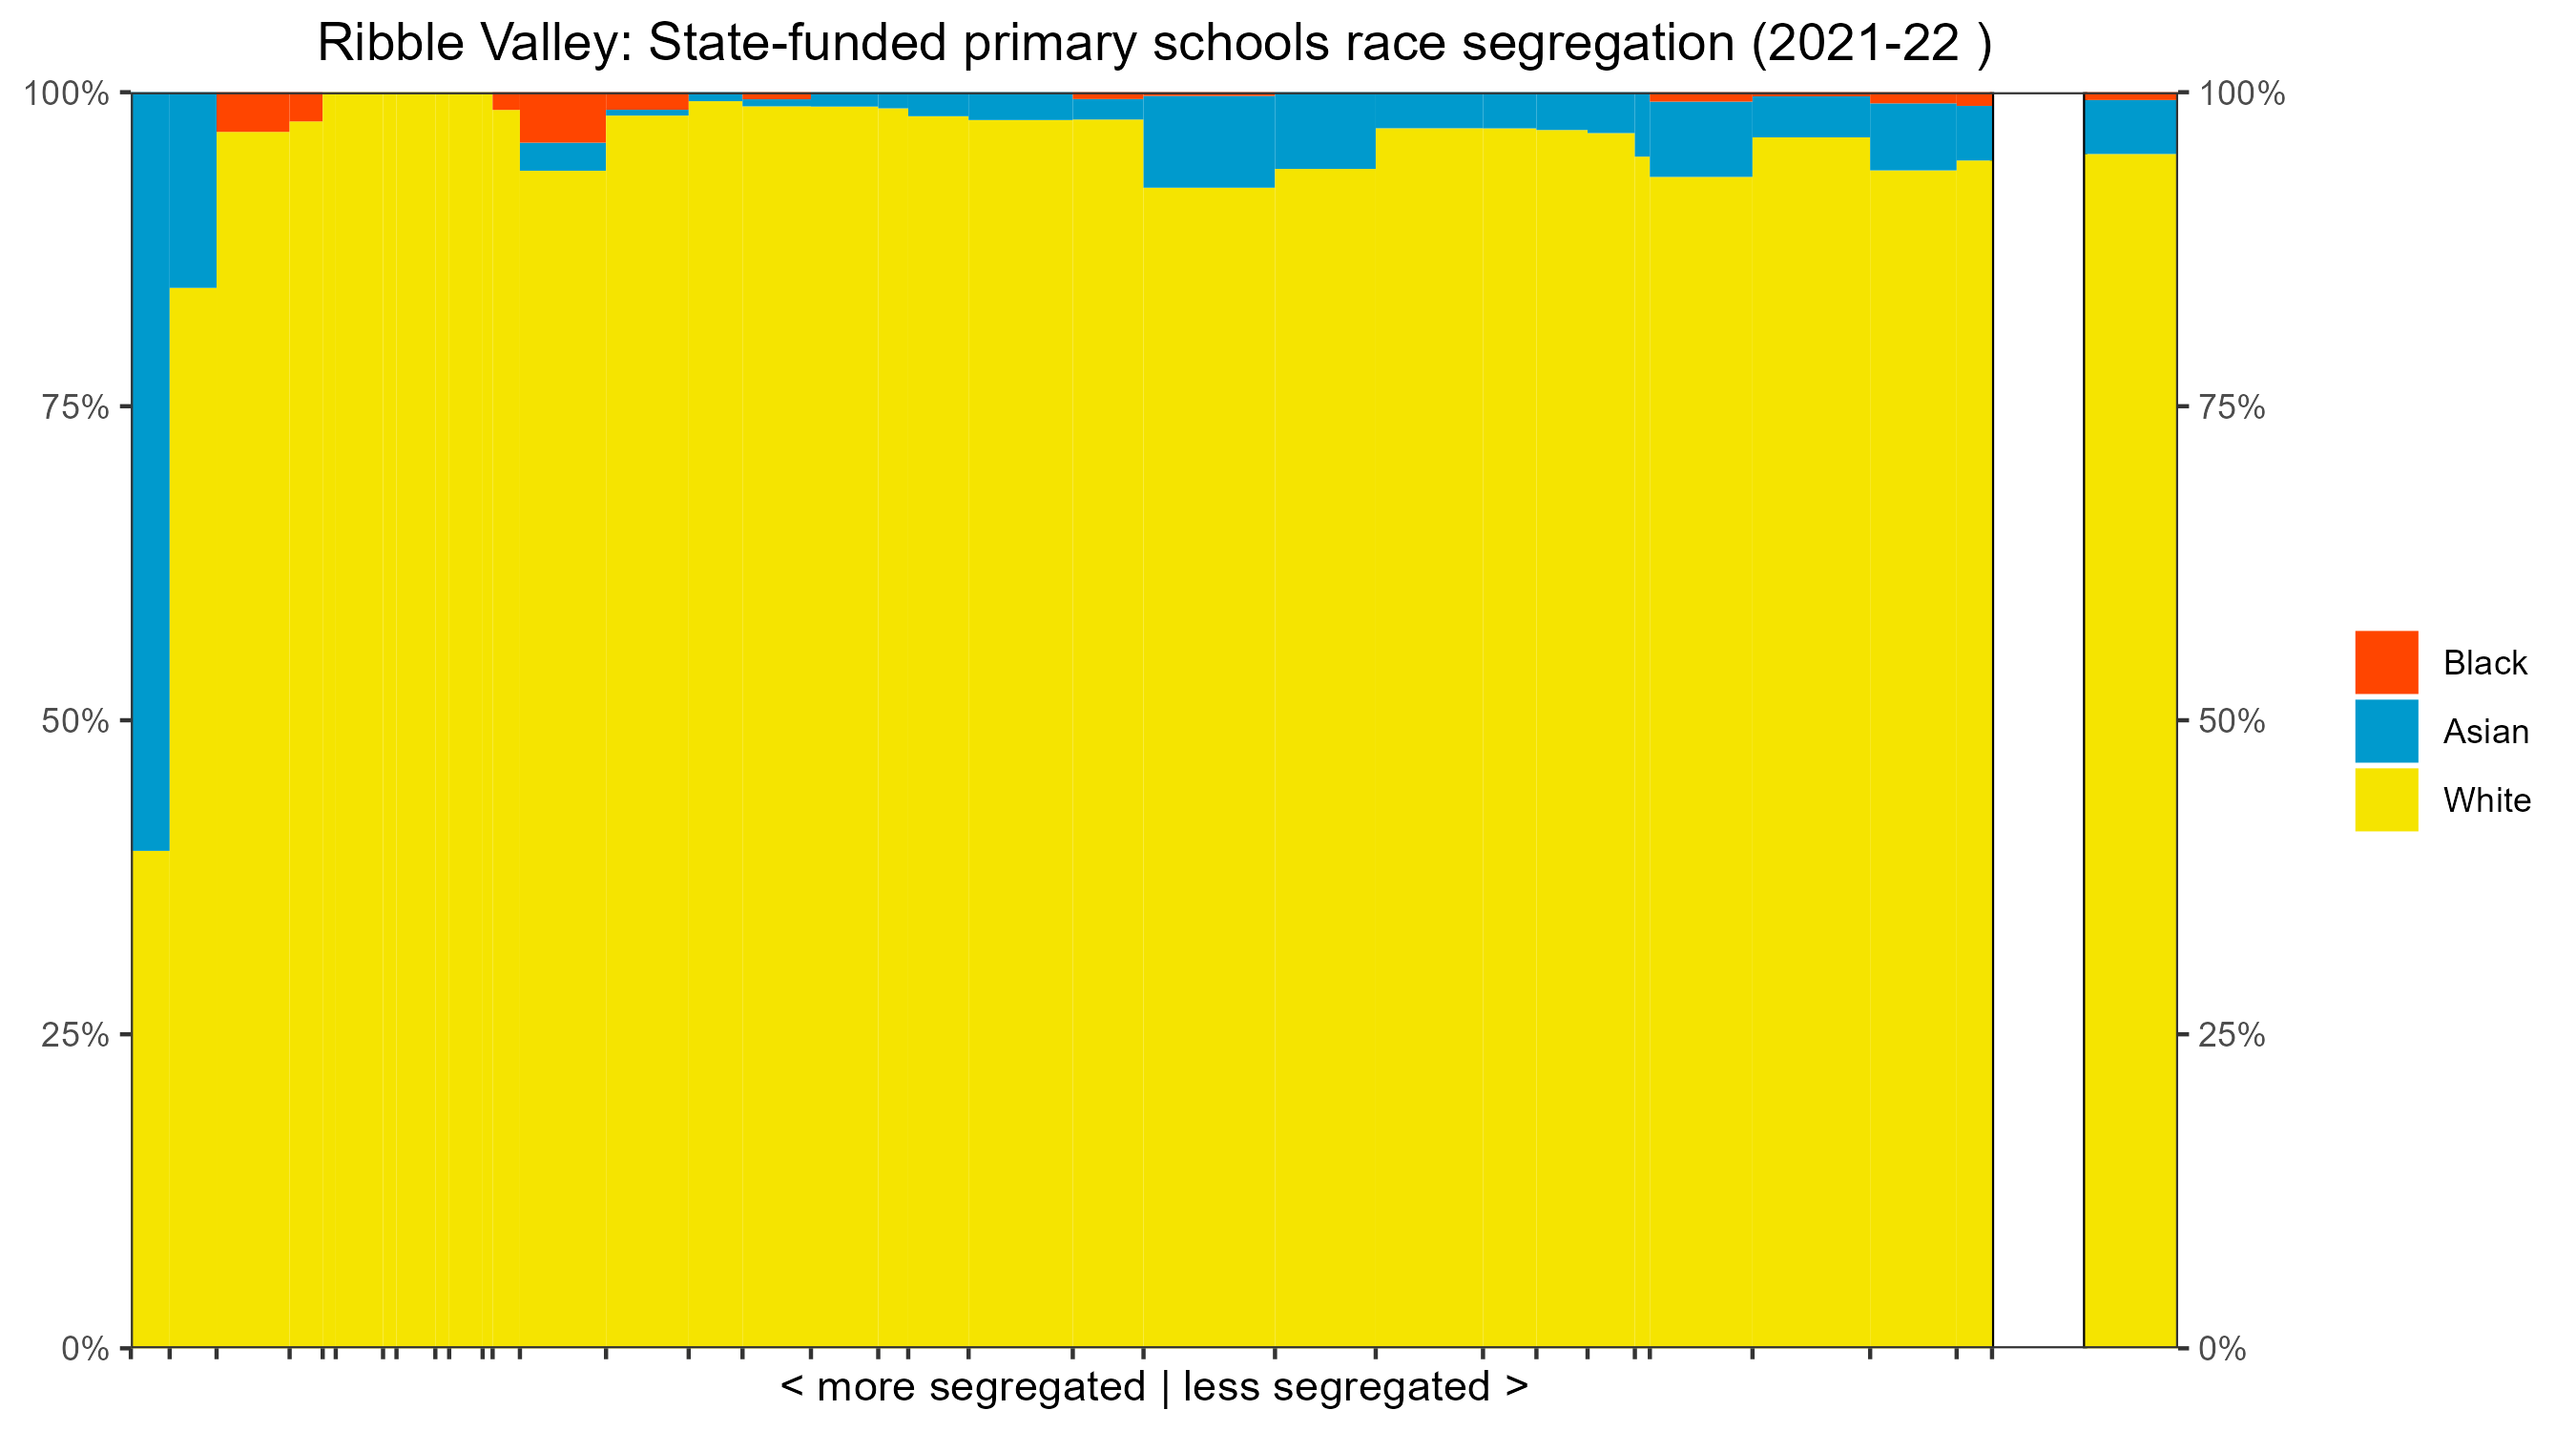 Ribble Valley: State-funded primary schools race segregation (2021-22 )
100%
75%
50%
25%
0%
100%
75%
50%
25%
0%
Black
Asian
White
< more segregated | less segregated >